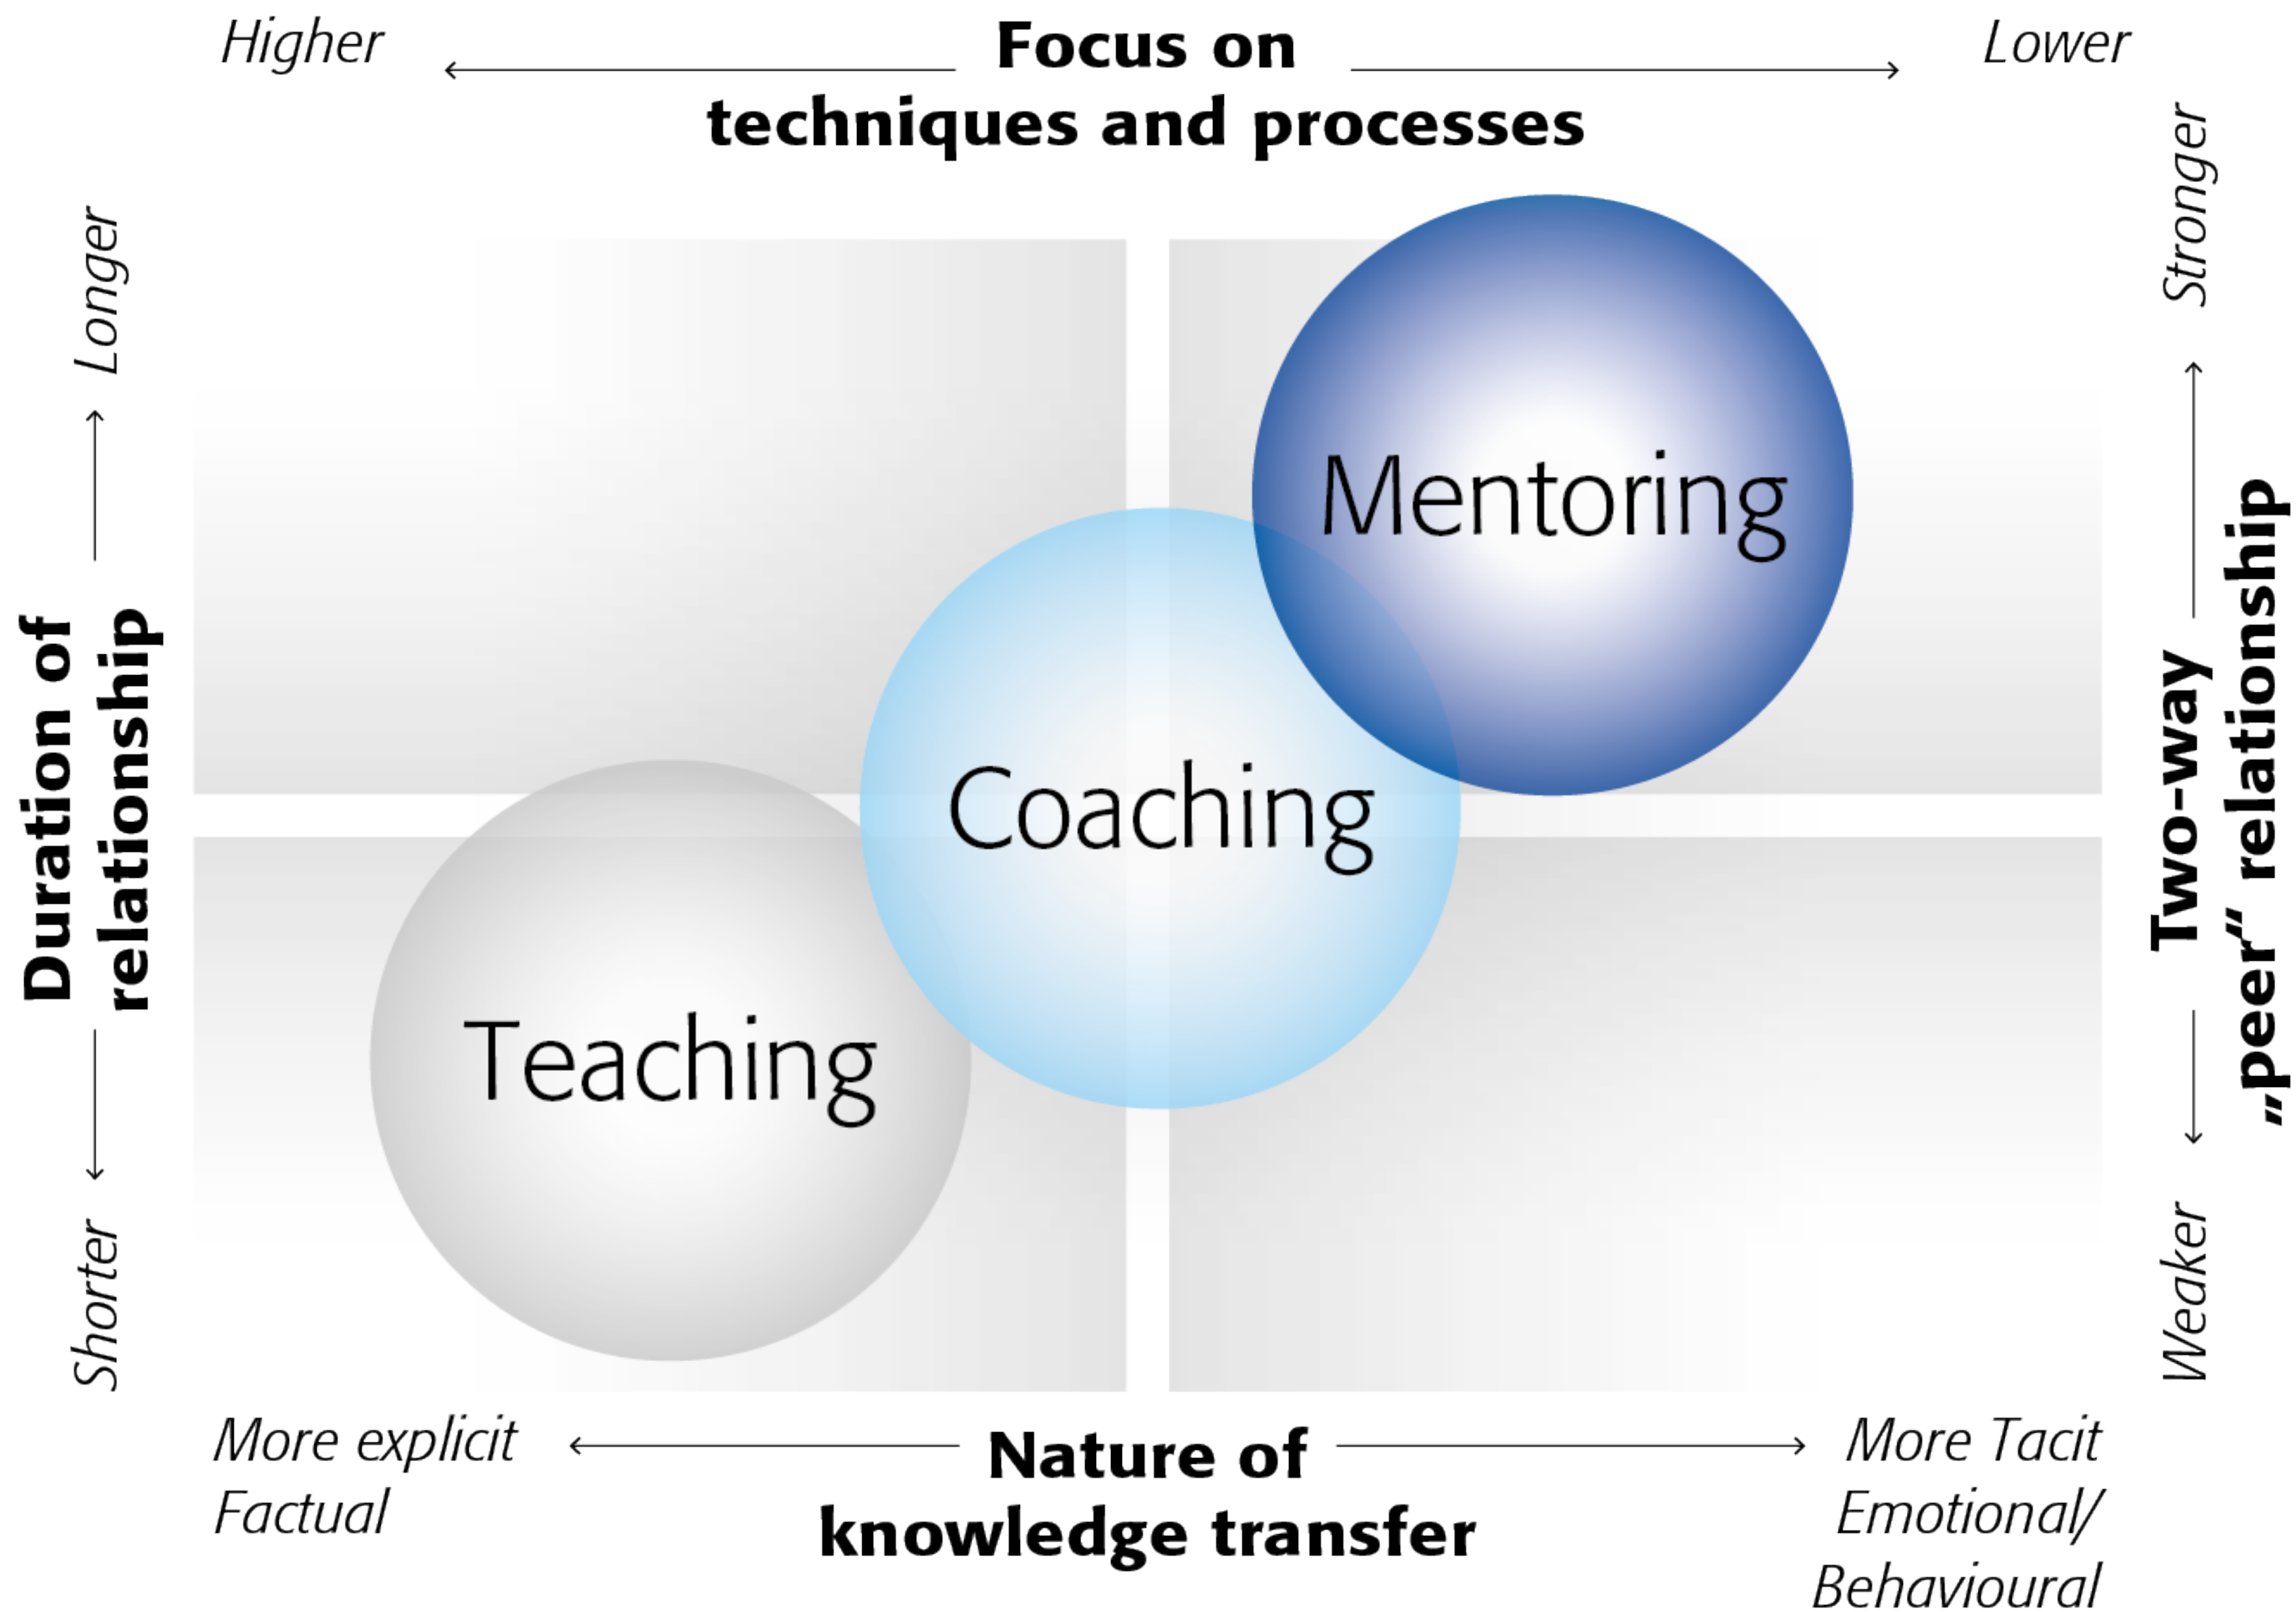 Higher
Focus on
techniques and processes
Lower
Longer
Duration of
relationship
Shorter
Mentoring
Coaching
Teaching
Stronger
Two-way
„peer“ relationship
Weaker
More explicit
Factual
Nature of
knowledge transfer
More Tacit
Emotional/
Behavioural